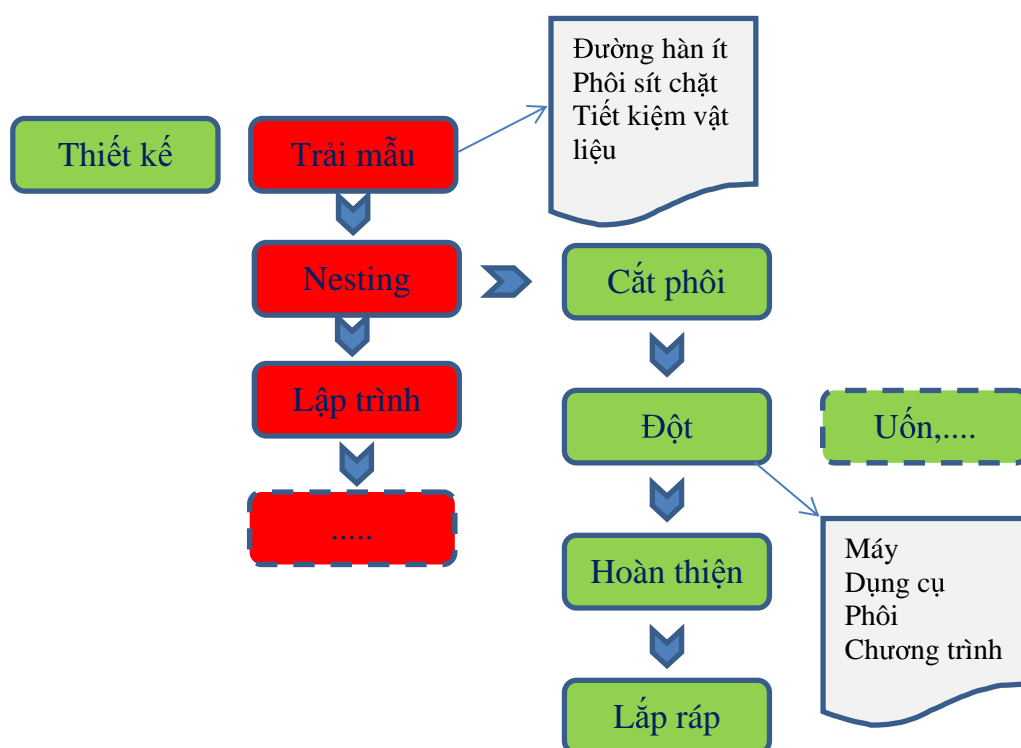 Đường hàn ít
Phôi sít chặt
Tiết kiệm vật
liệu
Thiết kế
Trải mẫu
Nesting
Cắt phôi
Lập trình
Đột
Uốn,....
.....
Hoàn thiện
Máy
Dụng cụ
Phôi
Chương trình
Lắp ráp